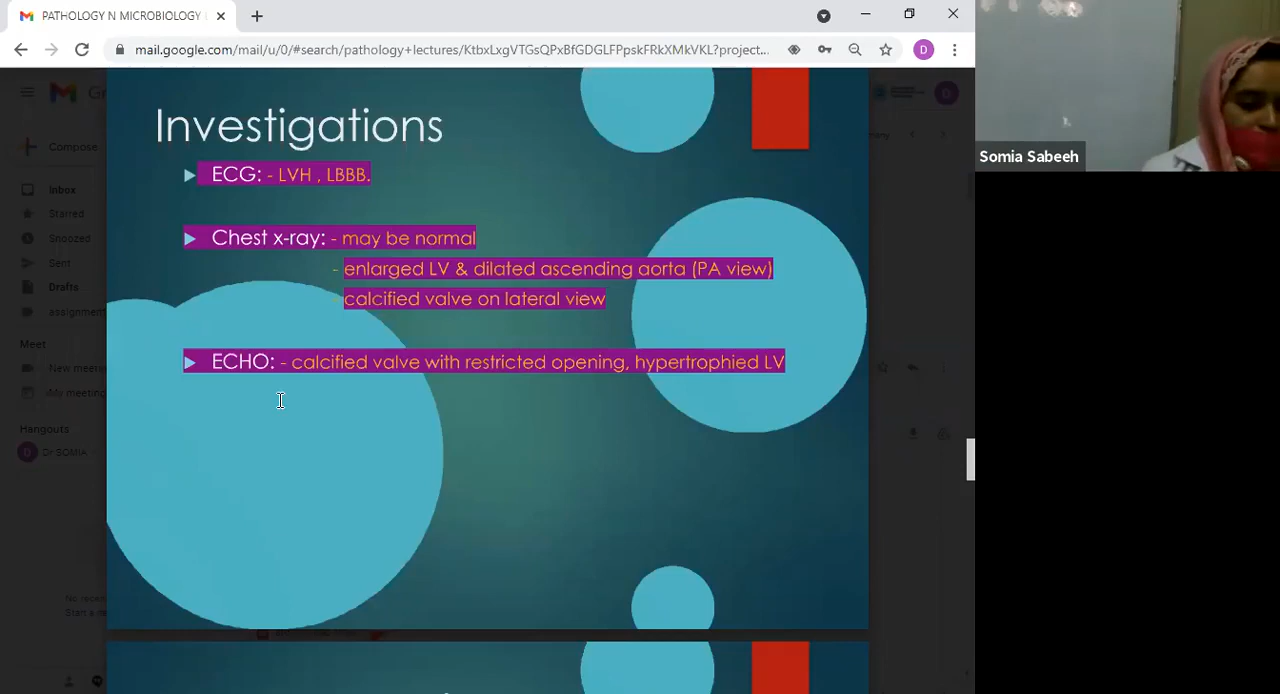 PATHOLOGY N MICROBIOLOGY
mail.google.com/mail/u/0/#search/pathology+lectures/KtbxLxgVTGsQPxBfGDGLFPpskFRkXMkVKL?project...
D
Compose
Inbox
Starred
Snoozed
Sent
Drafts
Meet
Hangouts
Dr SOMIA
Investigations
ECG: - LVH , LBBB.
Chest x-ray: - may be normal
- enlarged LV & dilated ascending aorta (PA view)
calcified valve on lateral view
ECHO: - calcified valve with restricted opening, hypertrophied LV
Somia Sabeeh